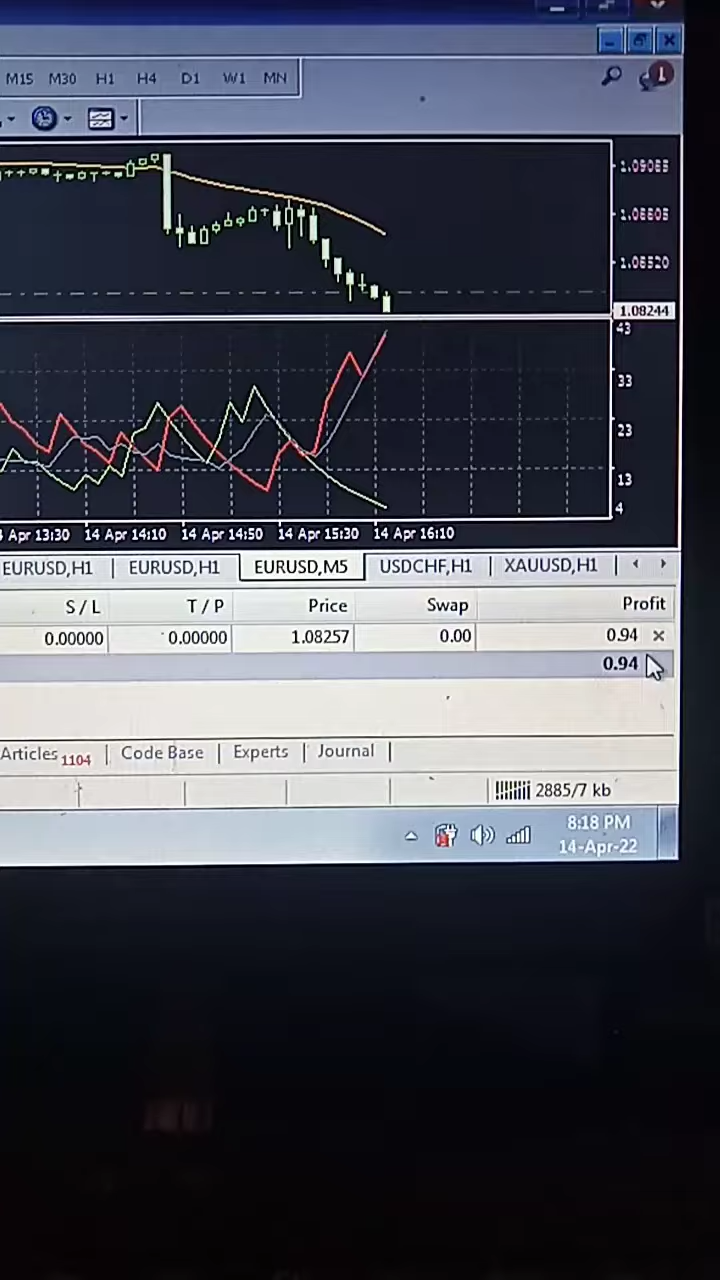 M15 M30 H1 H4 D1 W1 MN
1
1.08244
43
33
23
13
4
Apr 13:30 14 Apr 14:10 14 Apr 14:50 14 Apr 15:30 14 Apr 16:10
EURUSD,H1 | EURUSD,H1 | EURUSD,M5 USDCHF,H1 | XAUUSD,H1
S / L T / P Price Swap Profit
0.00000 0.00000 1.08257 0.00 0.94
0.94
Articles 1104 | Code Base | Experts | Journal |
2885/7 kb
8:18 PM
14-Apr-22